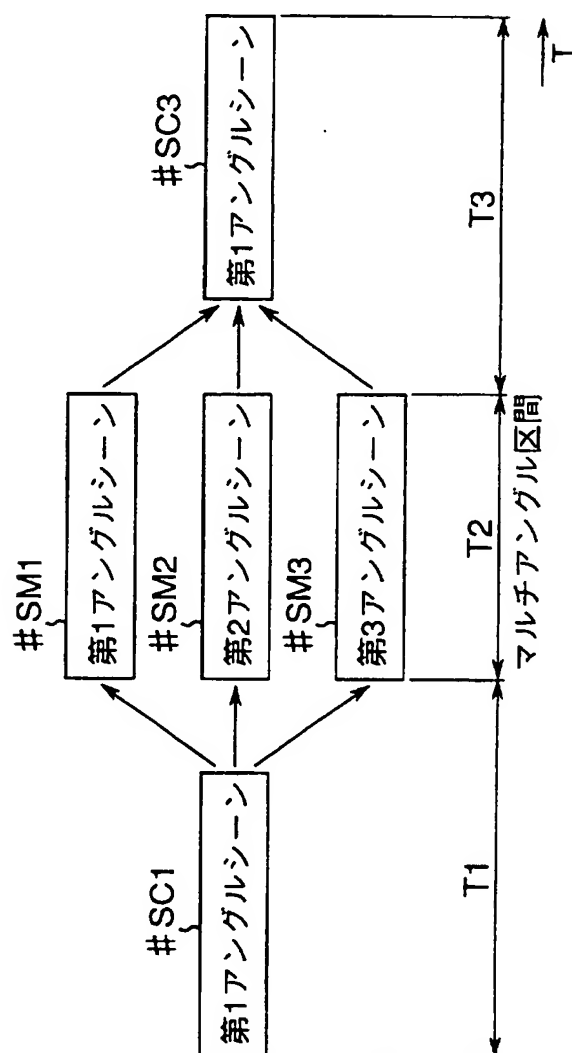 #SC1
第1アングルシーン
#SM1
第1アングルシーン
#SM2
第2アングルシーン
#SM3
第3アングルシーン
#SC3
第1アングルシーン
T1
T2
T3
マルチアングル区間
T